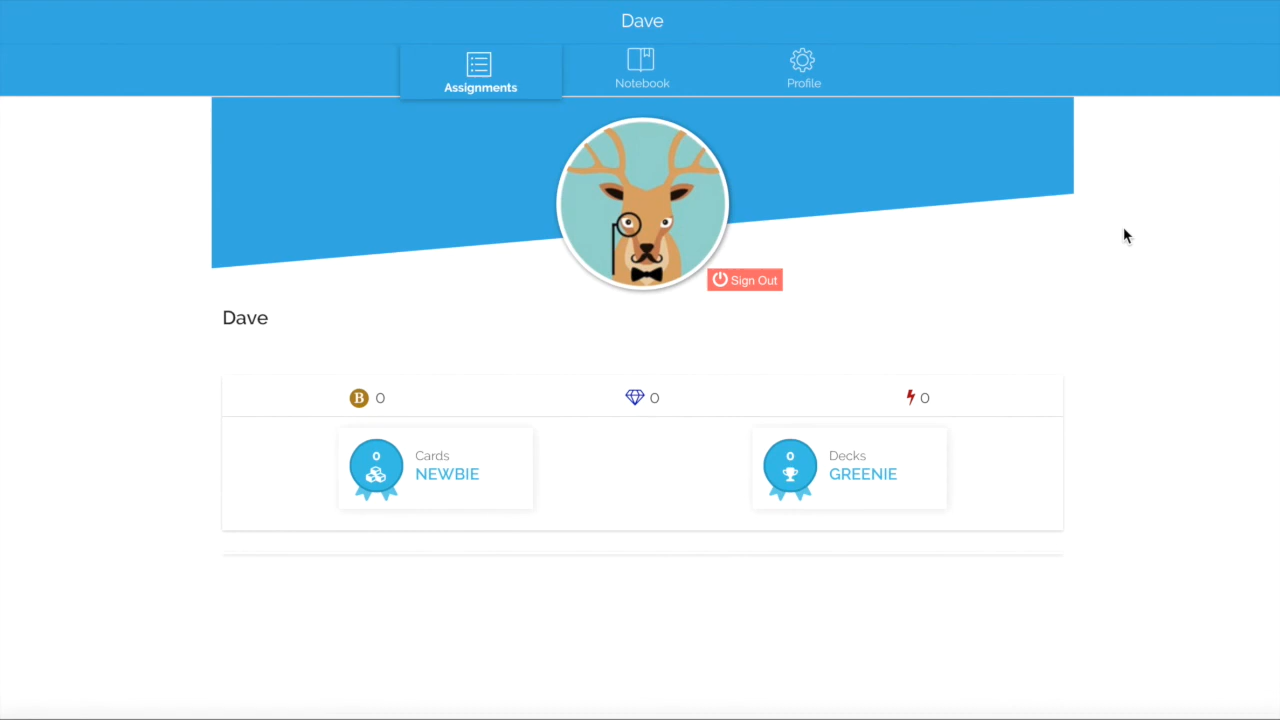 Dave
Assignments
Notebook
Profile
Sign Out
Dave
B 0
0
0
0
Cards
NEWBIE
0
Decks
GREENIE